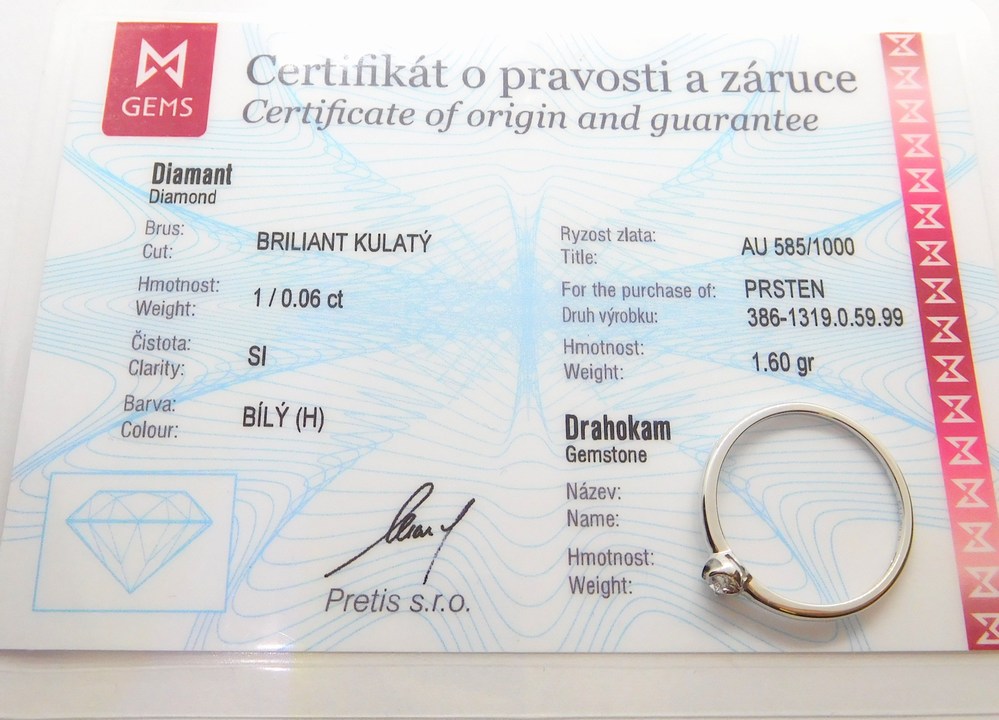 GEMS
Certifikát o pravosti a záruce
Certificate of origin and guarantee
Diamant
Diamond
Brus:
Cut:
BRILIANT KULATÝ
Hmotnost:
Weight:
1 / 0.06 ct
Čistota:
Clarity:
SI
Barva:
Colour:
BÍLÝ (H)
Pretis s.r.o.
Ryzost zlata:
Title:
AU 585/1000
For the purchase of:
PRSTEN
Druh výrobku:
386-1319.0.59.99
Hmotnost:
Weight:
1.60 gr
Drahokam
Gemstone
Název:
Name:
Hmotnost:
Weight: